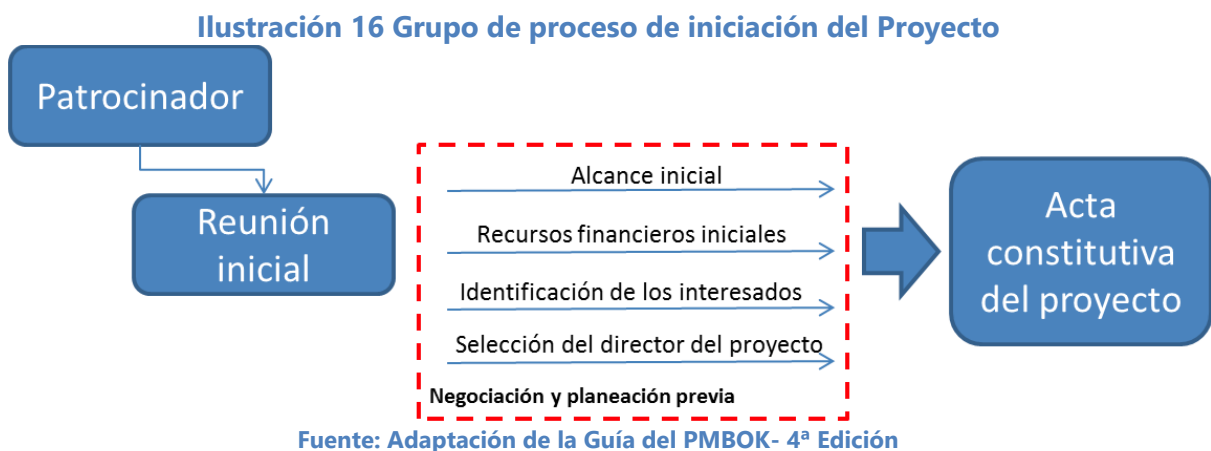 Ilustración 16 Grupo de proceso de iniciación del Proyecto
Patrocinador
Reunión
inicial
Alcance inicial
Recursos financieros iniciales
Identificación de los interesados
Selección del director del proyecto
Negociación y planeación previa
Acta
constitutiva
del proyecto
Fuente: Adaptación de la Guía del PMBOK- 4ª Edición